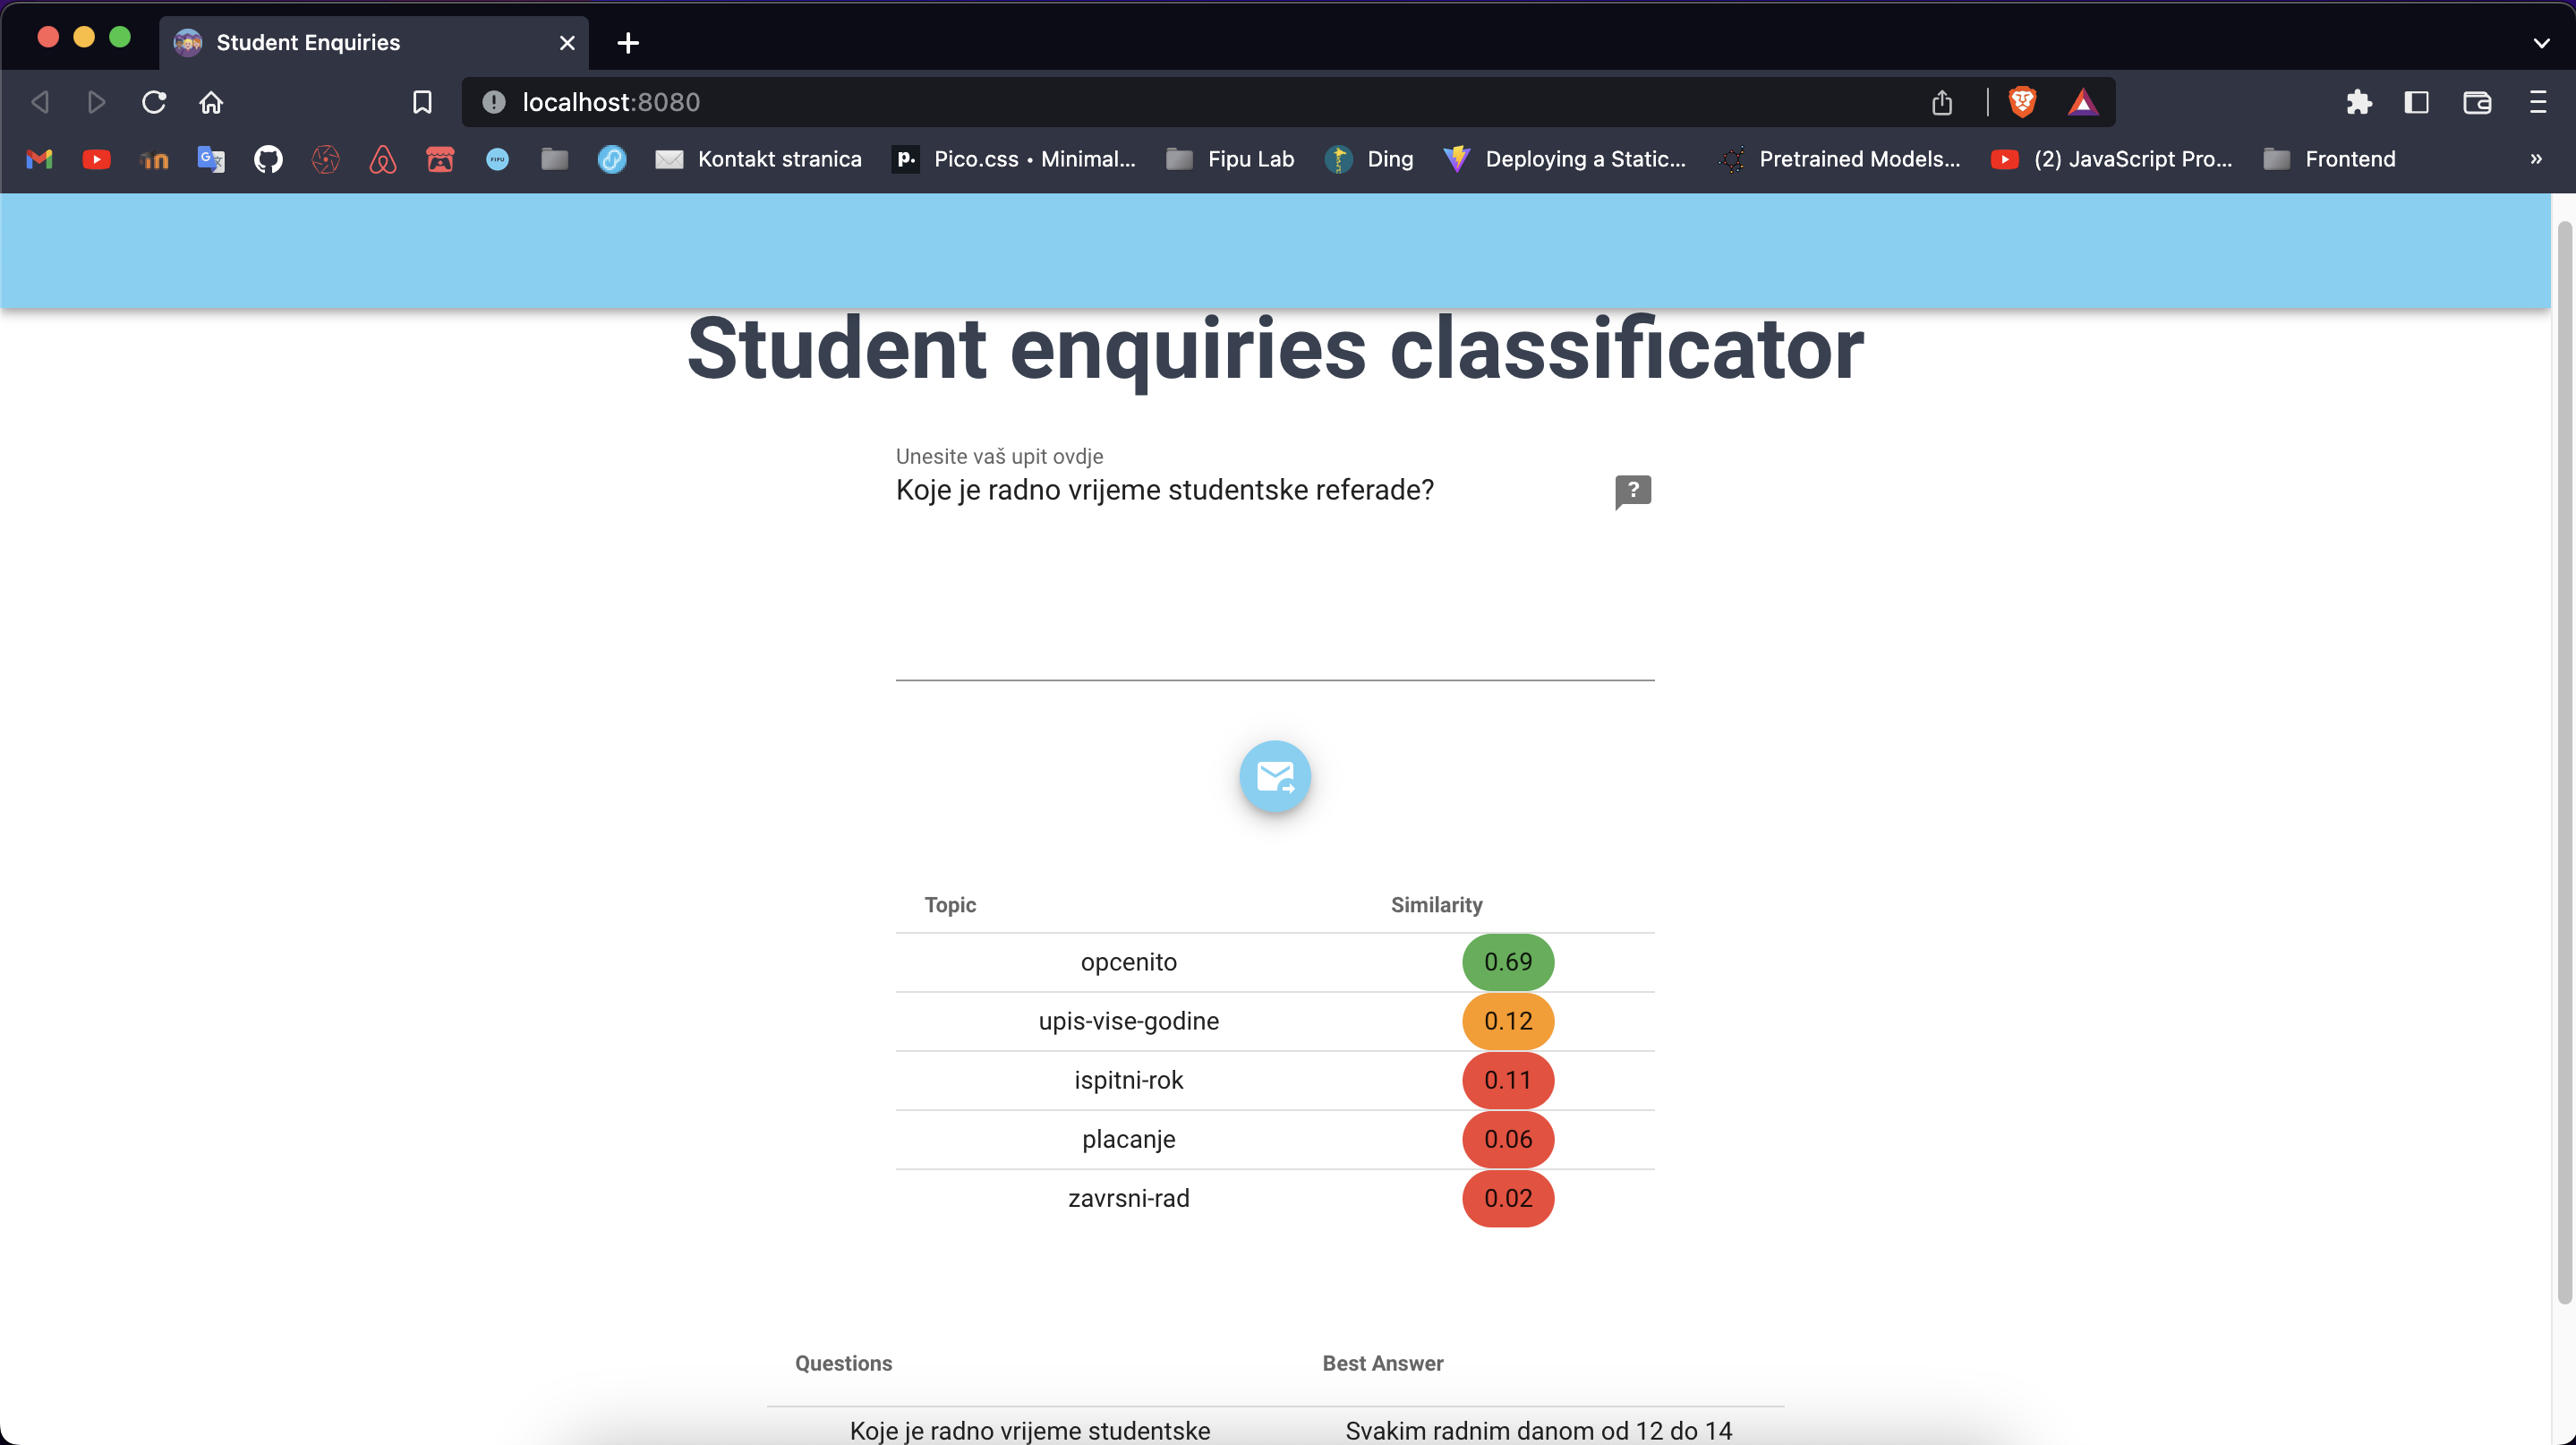 Student Enquiries
localhost:8080
Kontakt stranica
p. Pico.css • Minimal...
Fipu Lab
Ding
Deploying a Static...
Pretrained Models...
(2) JavaScript Pro...
Frontend
»
Student enquiries classificator
Unesite vaš upit ovdje
Koje je radno vrijeme studentske referade?
?
Topic Similarity
opcenito 0.69
upis-vise-godine 0.12
ispitni-rok 0.11
placanje 0.06
zavrsni-rad 0.02
Questions Best Answer
Koje je radno vrijeme studentske Svakim radnim danom od 12 do 14